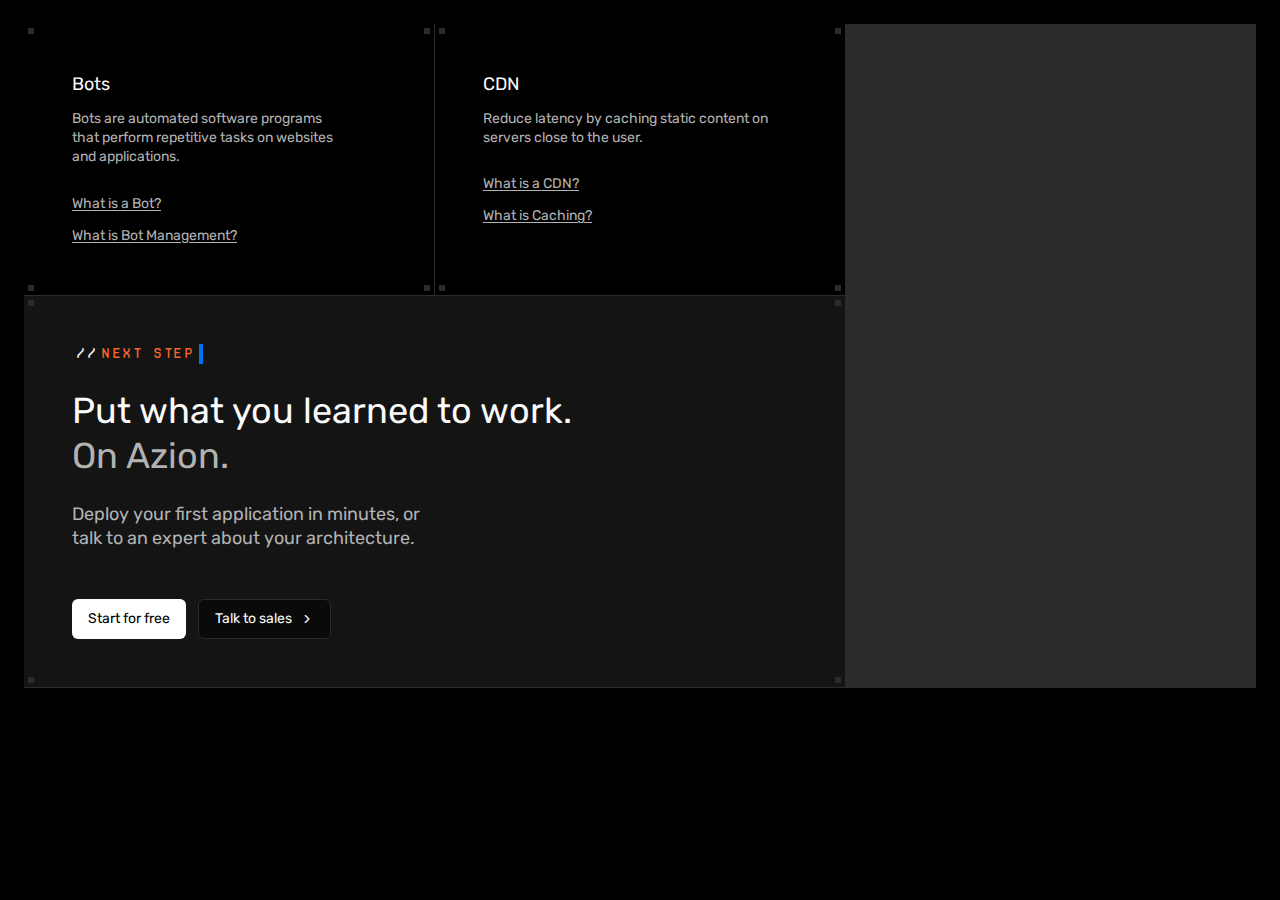 Bots
Bots are automated software programs
that perform repetitive tasks on websites
and applications.
What is a Bot?
What is Bot Management?
CDN
Reduce latency by caching static content on
servers close to the user.
What is a CDN?
What is Caching?
// NEXT STEP
Put what you learned to work.
On Azion.
Deploy your first application in minutes, or
talk to an expert about your architecture.
Start for free
Talk to sales